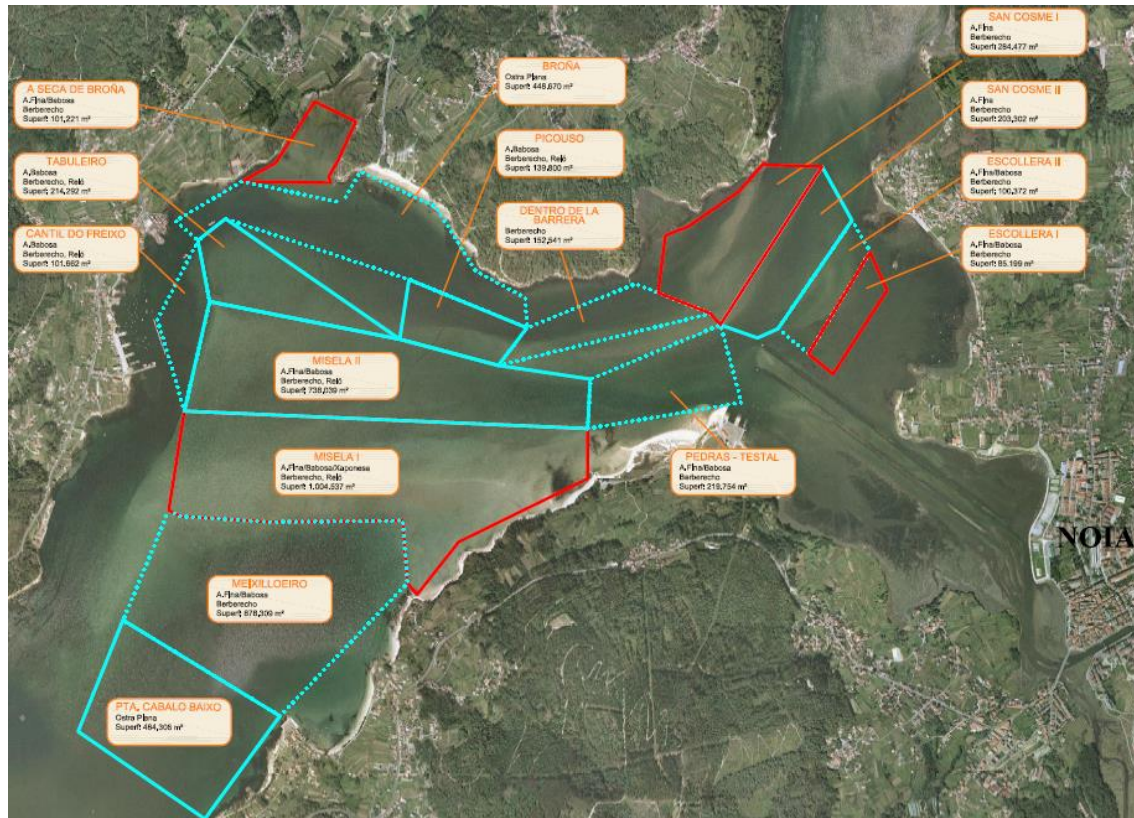 A SECA DE BROÑA
A.Fina/Babosa
Berberecho
Superf: 101,221 m²
TABULEIRO
A.Babosa
Berberecho, Reló
Superf: 214,292 m²
CANTIL DO FREIXO
A.Babosa
Berberecho, Reló
Superf: 101.662 m²
BROÑA
Ostra Plana
Superf: 448,670 m²
PICOUSO
A.Babosa
Berberecho, Reló
Superf: 139,800 m²
DENTRO DE LA
BARRERA
Berberecho
Superf: 152,541 m²
SAN COSME I
A.Fina
Berberecho
Superf: 284,477 m²
SAN COSME II
A.Fina
Berberecho
Superf: 203,302 m²
ESCOLLERA II
A.Fina/Babosa
Berberecho
Superf: 100,372 m²
ESCOLLERA I
A.Fina/Babosa
Berberecho
Superf: 85.199 m²
MISELA II
A.Fina/Babosa
Berberecho, Reló
Superf: 738,039 m²
MISELA I
A.Fina/Babosa/Xaponesa
Berberecho, Reló
Superf: 1.004.537 m²
PEDRAS - TESTAL
A.Fina/Babosa
Berberecho
Superf: 219.754 m²
NOIA
MEIXILLOEIRO
A.Fina/Babosa
Berberecho
Superf: 878,309 m²
PTA. CABALO BAIXO
Ostra Plana
Superf: 464,308 m²